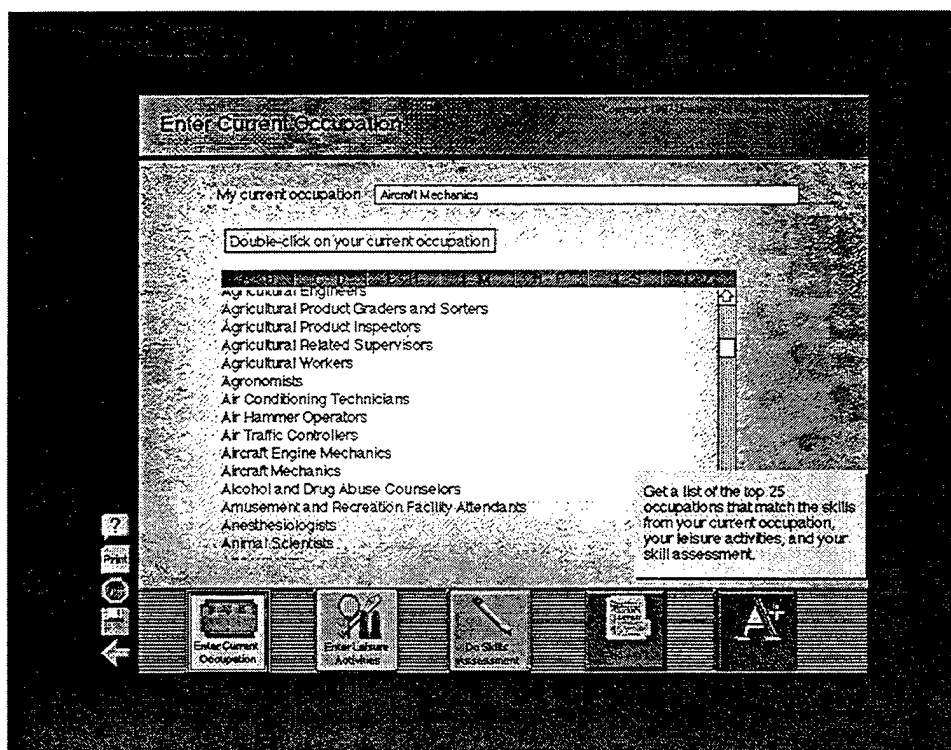 Enter Current Occupation
My current occupation
Aircraft Mechanics
Double-click on your current occupation
Agricultural Engineers
Agricultural Product Graders and Sorters
Agricultural Product Inspectors
Agricultural Related Supervisors
Agricultural Workers
Agronomists
Air Conditioning Technicians
Air Hammer Operators
Air Traffic Controllers
Aircraft Engine Mechanics
Aircraft Mechanics
Alcohol and Drug Abuse Counselors
Amusement and Recreation Facility Attendants
Anesthesiologists
Animal Scientists
Get a list of the top 25
occupations that match the skills
from your current occupation,
your leisure activities, and your
skill assessment.
?
Print
Enter Current
Occupation
Enter Leisure
Activities
Do Skills
Assessment
A+